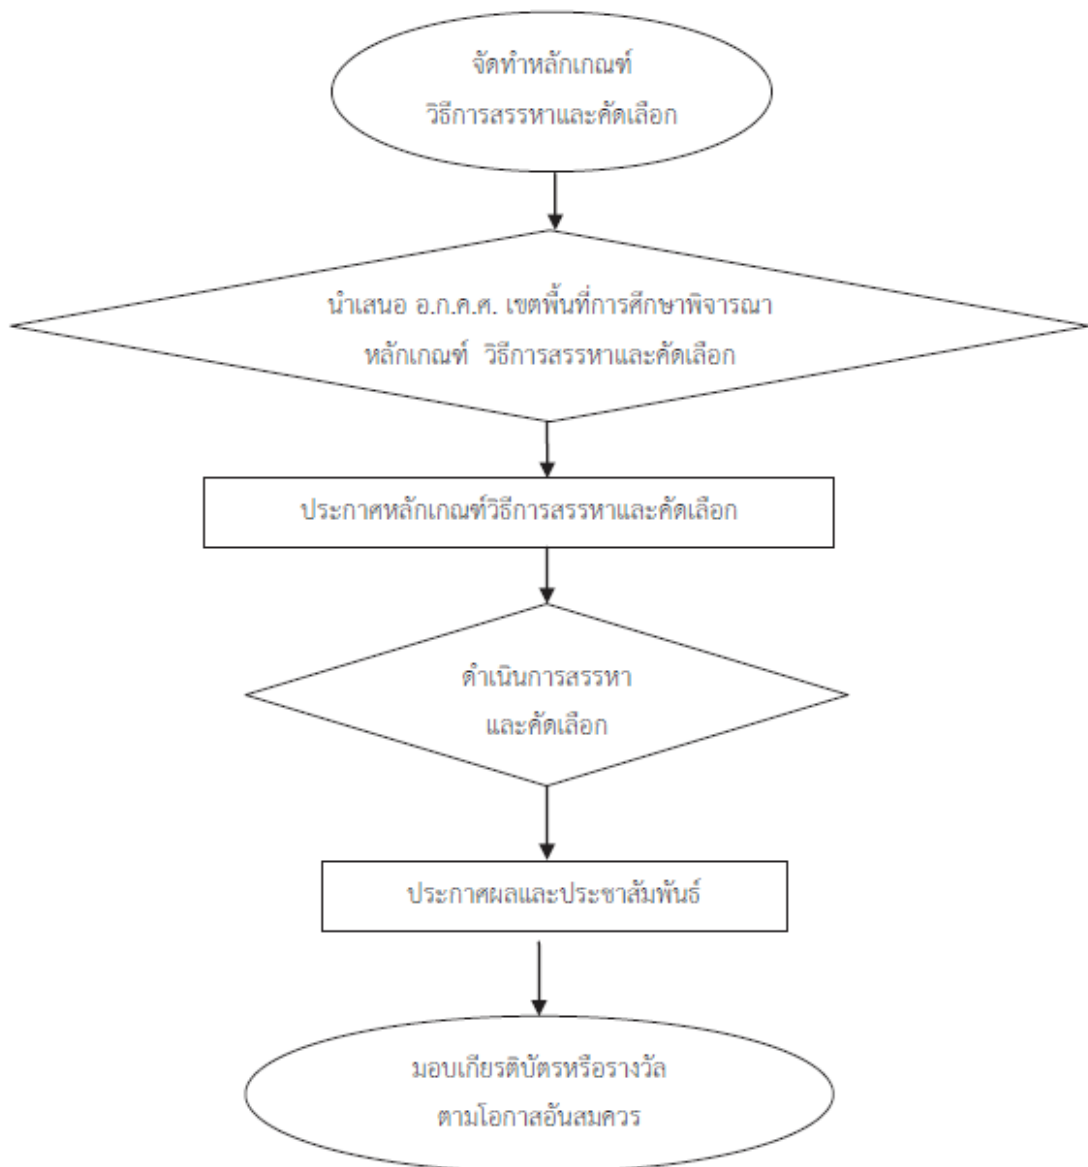 จัดทำหลักเกณฑ์
วิธีการสรรหาและคัดเลือก
นำเสนอ อ.ก.ค.ศ. เขตพื้นที่การศึกษาพิจารณา
หลักเกณฑ์ วิธีการสรรหาและคัดเลือก
ประกาศหลักเกณฑ์วิธีการสรรหาและคัดเลือก
ดำเนินการสรรหา
และคัดเลือก
ประกาศผลและประชาสัมพันธ์
มอบเกียรติบัตรหรือรางวัล
ตามโอกาสอันสมควร